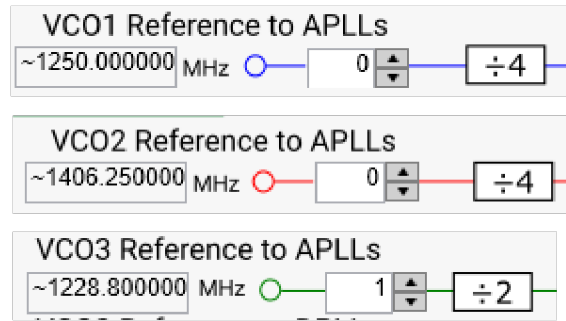 VCO1 Reference to APLLs
~1250.000000 MHz 0 ÷4
VCO2 Reference to APLLs
~1406.250000 MHz 0 ÷4
VCO3 Reference to APLLs
~1228.800000 MHz 1 ÷2